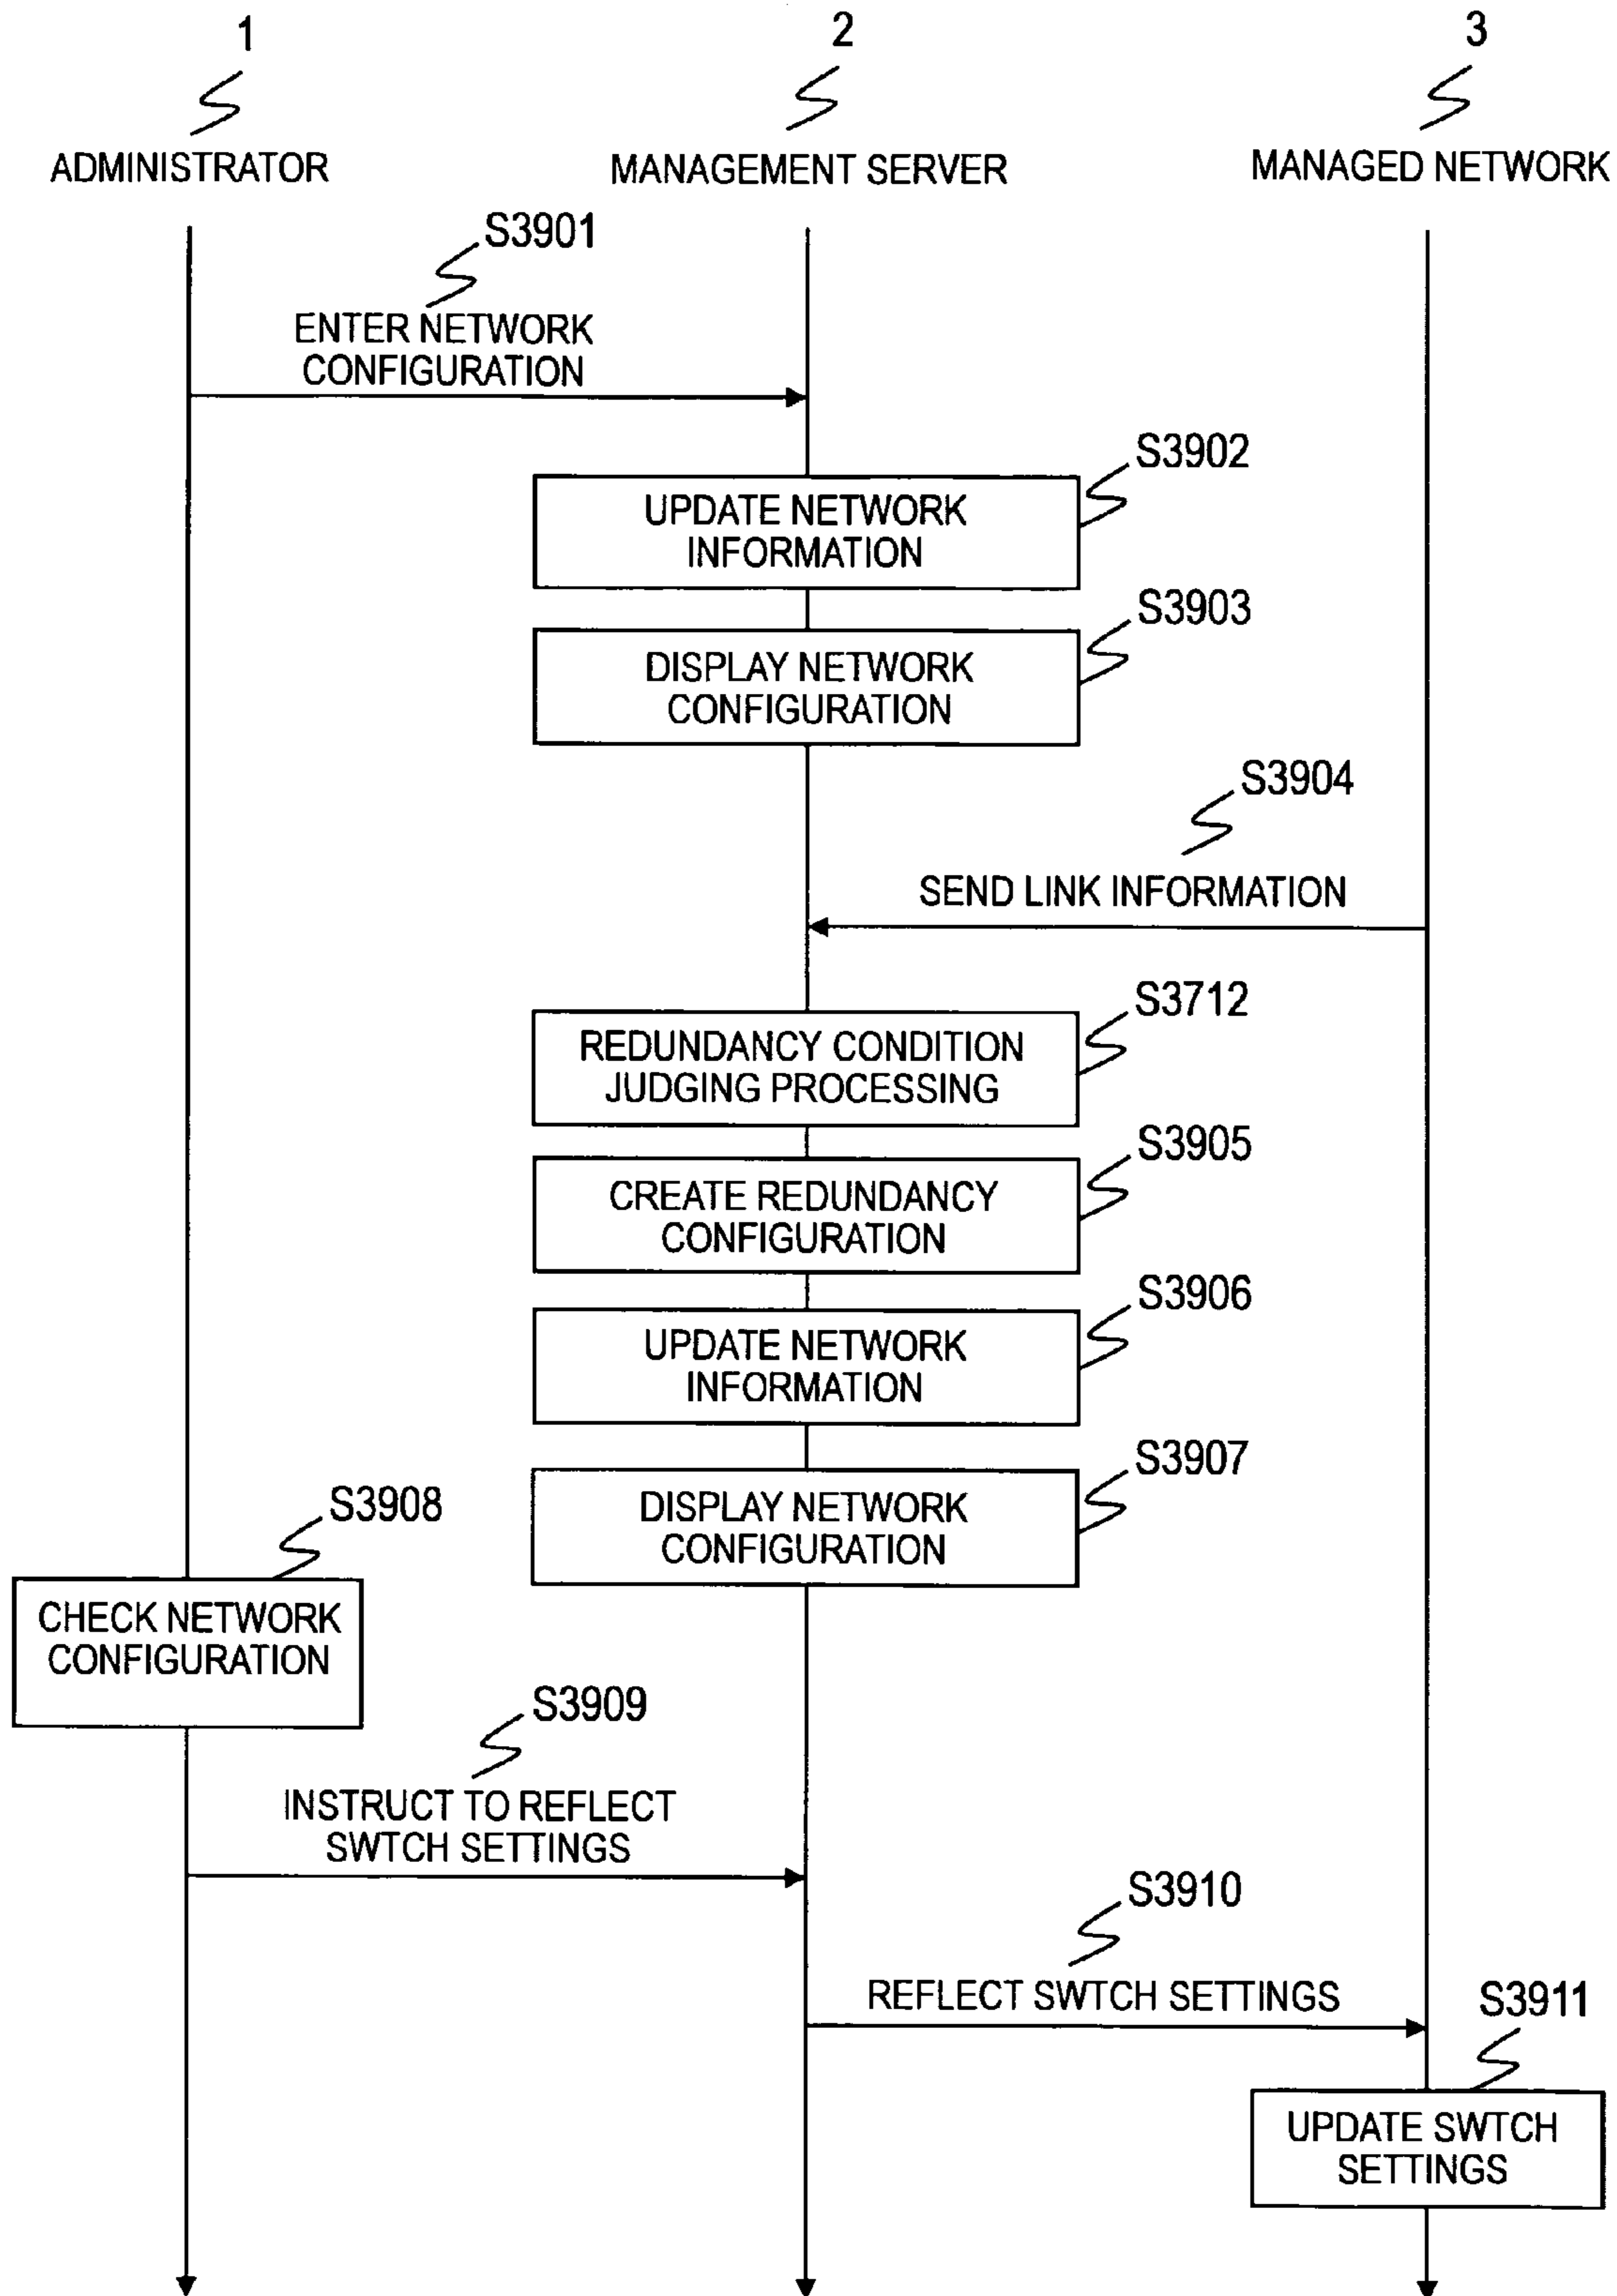 1
2
3
ADMINISTRATOR
MANAGEMENT SERVER
MANAGED NETWORK
S3901
ENTER NETWORK
CONFIGURATION
S3902
UPDATE NETWORK
INFORMATION
S3903
DISPLAY NETWORK
CONFIGURATION
S3904
SEND LINK INFORMATION
S3712
REDUNDANCY CONDITION
JUDGING PROCESSING
S3905
CREATE REDUNDANCY
CONFIGURATION
S3906
UPDATE NETWORK
INFORMATION
S3907
DISPLAY NETWORK
CONFIGURATION
S3908
CHECK NETWORK
CONFIGURATION
S3909
INSTRUCT TO REFLECT
SWTCH SETTINGS
S3910
REFLECT SWTCH SETTINGS
S3911
UPDATE SWTCH
SETTINGS